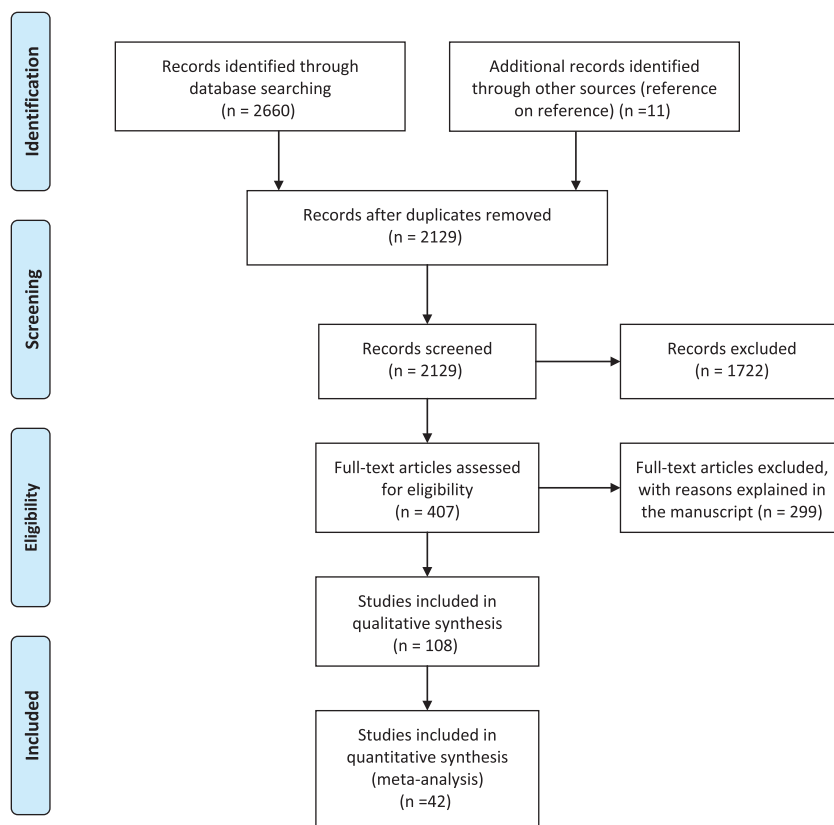 Identification
Records identified through
database searching
(n = 2660)
Additional records identified
through other sources (reference
on reference) (n =11)
Records after duplicates removed
(n = 2129)
Screening
Records screened
(n = 2129)
Records excluded
(n = 1722)
Eligibility
Full-text articles assessed
for eligibility
(n = 407)
Full-text articles excluded,
with reasons explained in
the manuscript (n = 299)
Studies included in
qualitative synthesis
(n = 108)
Included
Studies included in
quantitative synthesis
(meta-analysis)
(n =42)